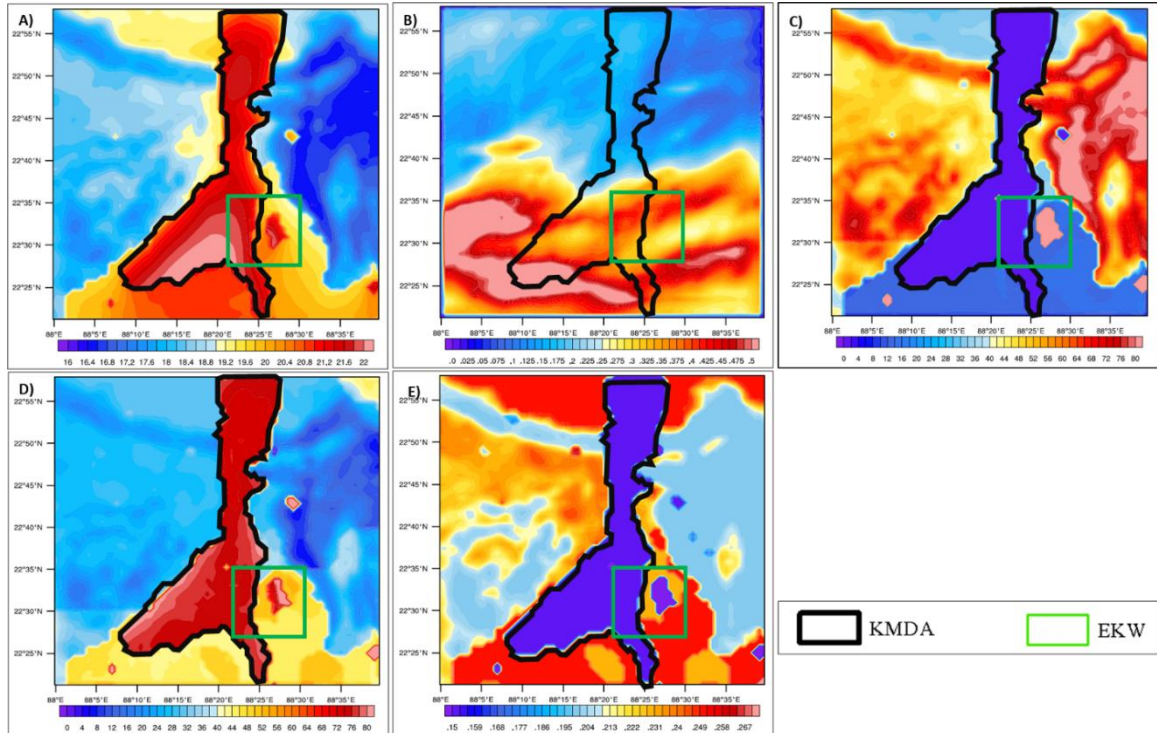 A)
22°55'N
22°50'N
22°45'N
22°40'N
22°35'N
22°30'N
22°25'N
88°E 88°5'E 88°10'E 88°15'E 88°20'E 88°25'E 88°30'E 88°35'E
16 16.4 16.8 17.2 17.6 18 18.4 18.8 19.2 19.6 20 20.4 20.8 21.2 21.6 22
B)
22°55'N
22°50'N
22°45'N
22°40'N
22°35'N
22°30'N
22°25'N
88°E 88°5'E 88°10'E 88°15'E 88°20'E 88°25'E 88°30'E 88°35'E
.0 .025 .05 .075 .1 .125 .15 .175 .2 .225 .25 .275 .3 .325 .35 .375 .4 .425 .45 .475 .5
C)
22°55'N
22°50'N
22°45'N
22°40'N
22°35'N
22°30'N
22°25'N
88°E 88°5'E 88°10'E 88°15'E 88°20'E 88°25'E 88°30'E 88°35'E
0 4 8 12 16 20 24 28 32 36 40 44 48 52 56 60 64 68 72 76 80
D)
22°55'N
22°50'N
22°45'N
22°40'N
22°35'N
22°30'N
22°25'N
88°E 88°5'E 88°10'E 88°15'E 88°20'E 88°25'E 88°30'E 88°35'E
0 4 8 12 16 20 24 28 32 36 40 44 48 52 56 60 64 68 72 76 80
E)
22°55'N
22°50'N
22°45'N
22°40'N
22°35'N
22°30'N
22°25'N
88°E 88°5'E 88°10'E 88°15'E 88°20'E 88°25'E 88°30'E 88°35'E
.15 .159 .168 .177 .186 .195 .204 .213 .222 .231 .24 .249 .258 .267
KMDA EKW